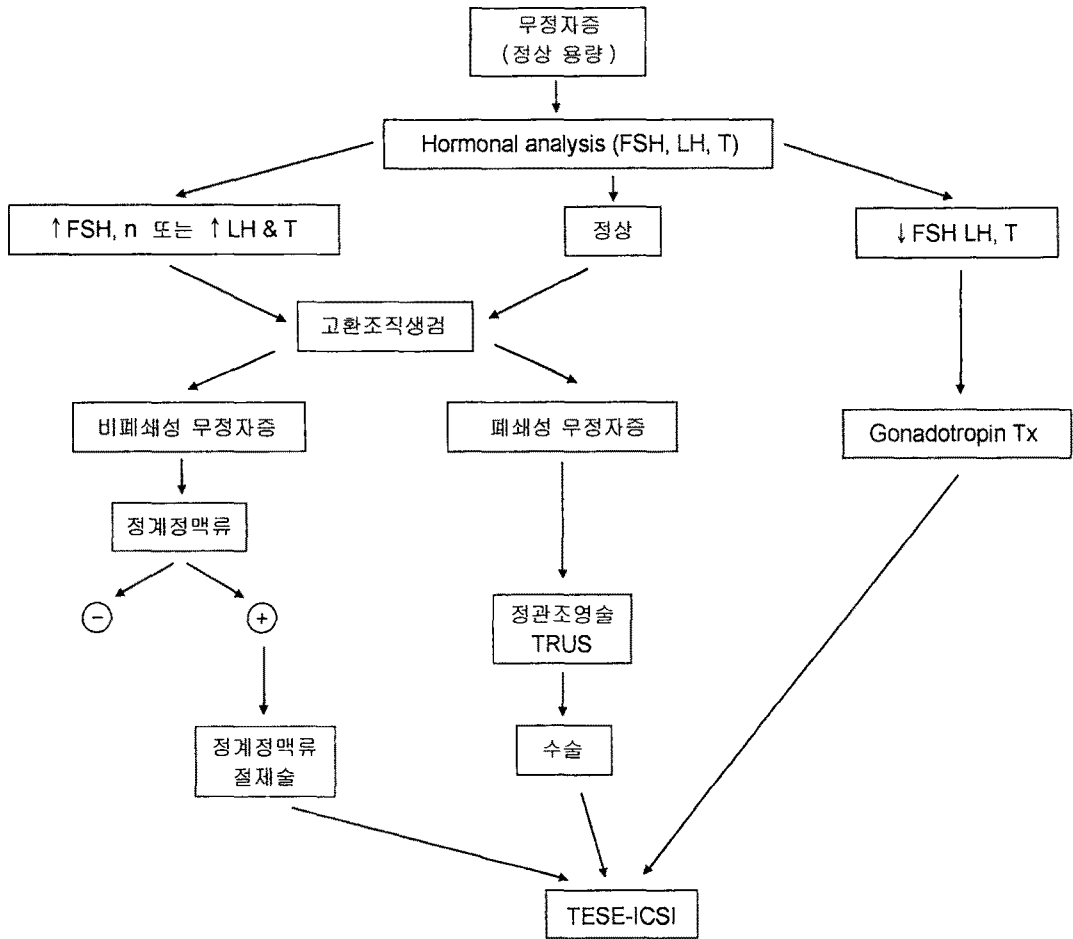 무정자증
(정상 용량)
Hormonal analysis (FSH, LH, T)
↑FSH, n 또는 ↑LH & T
정상
↓FSH LH, T
고환조직생검
비폐쇄성 무정자증
폐쇄성 무정자증
Gonadotropin Tx
정계정맥류
−
+
정관조영술
TRUS
정계정맥류
절제술
수술
TESE-ICSI